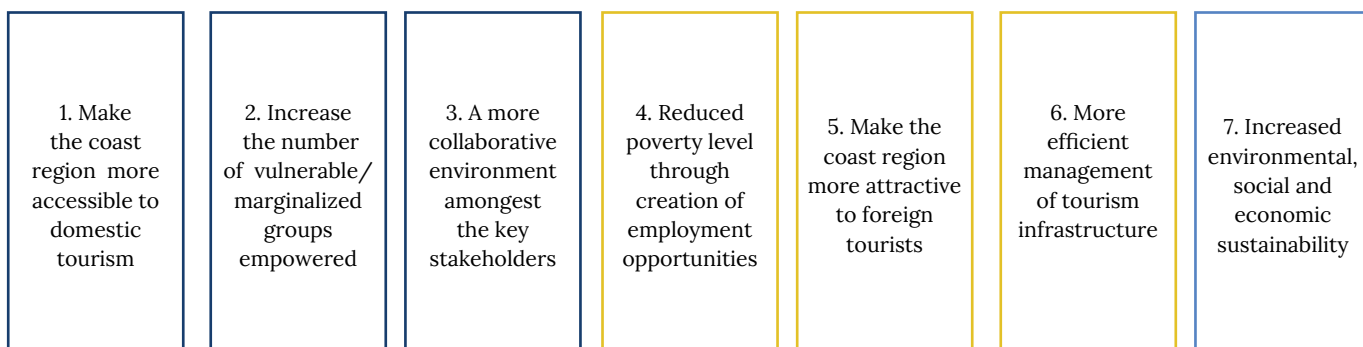 1. Make
the coast
region more
accessible to
domestic
tourism
2. Increase
the number
of vulnerable/
marginalized
groups
empowered
3. A more
collaborative
environment
amongest
the key
stakeholders
4. Reduced
poverty level
through
creation of
employment
opportunities
5. Make the
coast region
more attractive
to foreign
tourists
6. More
efficient
management
of tourism
infrastructure
7. Increased
environmental,
social and
economic
sustainability